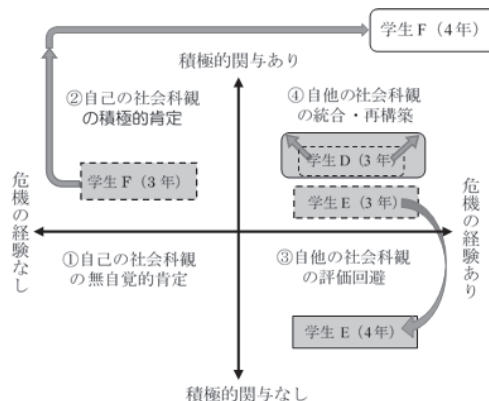 学生 F（4 年）
積極的関与あり
②自己の社会科観
の積極的肯定
④自他の社会科観
の統合・再構築
学生 D（3 年）
学生 F（3 年）
学生 E（3 年）
危機の経験なし
危機の経験あり
①自己の社会科観
の無自覚的肯定
③自他の社会科観
の評価回避
学生 E（4年）
積極的関与なし